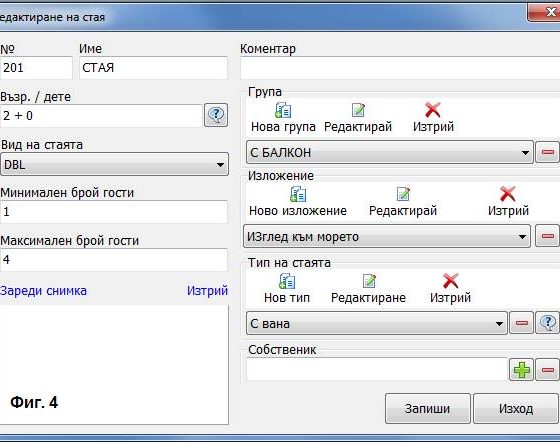 едактиране на стая
№ Име
201 СТАЯ
Възр. / дете
2 + 0
Вид на стаята
DBL
Минимален брой гости
1
Максимален брой гости
4
Зареди снимка Изтрий
Фиг. 4
Коментар
Група
Нова група Редактирай Изтрий
С БАЛКОН
Изложение
Ново изложение Редактирай Изтрий
ИЗглед към морето
Тип на стаята
Нов тип Редактиране Изтрий
С вана
Собственик
Запиши Изход